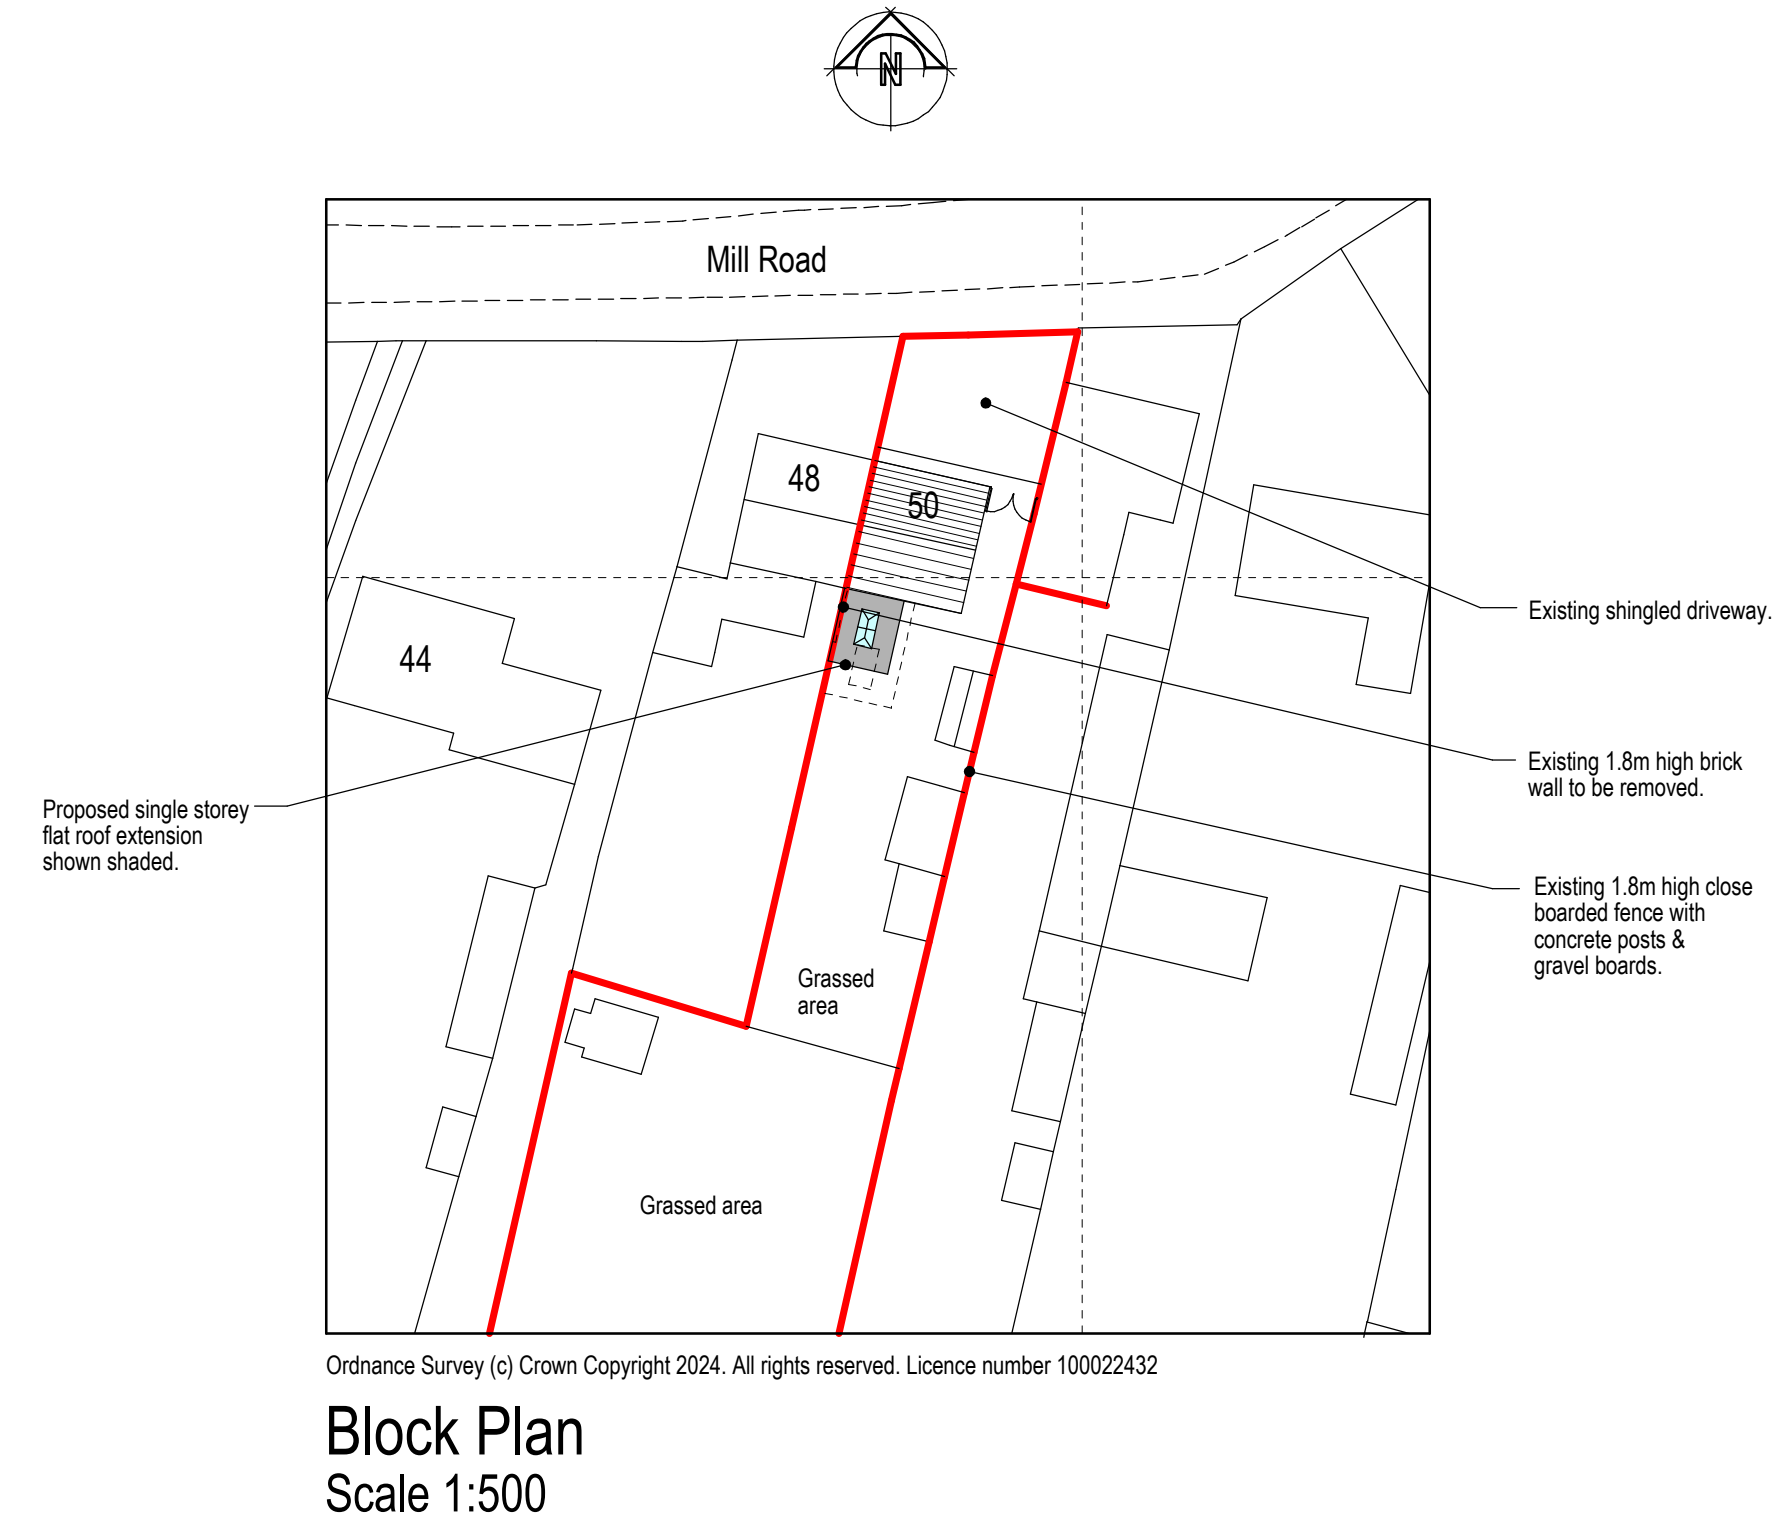 N
Mill Road
48
50
44
Existing shingled driveway.
Existing 1.8m high brick
wall to be removed.
Proposed single storey
flat roof extension
shown shaded.
Existing 1.8m high close
boarded fence with
concrete posts &
gravel boards.
Grassed
area
Grassed area
Ordnance Survey (c) Crown Copyright 2024. All rights reserved. Licence number 100022432
Block Plan
Scale 1:500